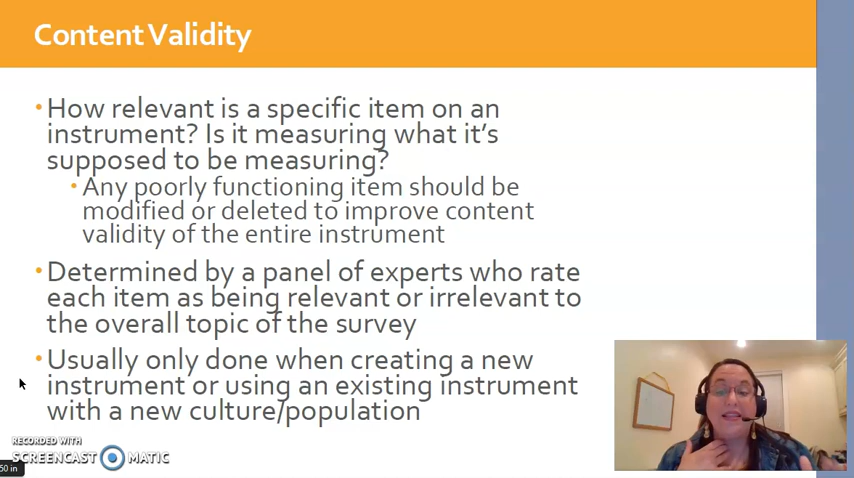 Content Validity
How relevant is a specific item on an
instrument? Is it measuring what it's
supposed to be measuring?
Any poorly functioning item should be
modified or deleted to improve content
validity of the entire instrument
Determined by a panel of experts who rate
each item as being relevant or irrelevant to
the overall topic of the survey
Usually only done when creating a new
instrument or using an existing instrument
with a new culture/population
RECORDED WITH
SCREENCAST MATIC
50 in